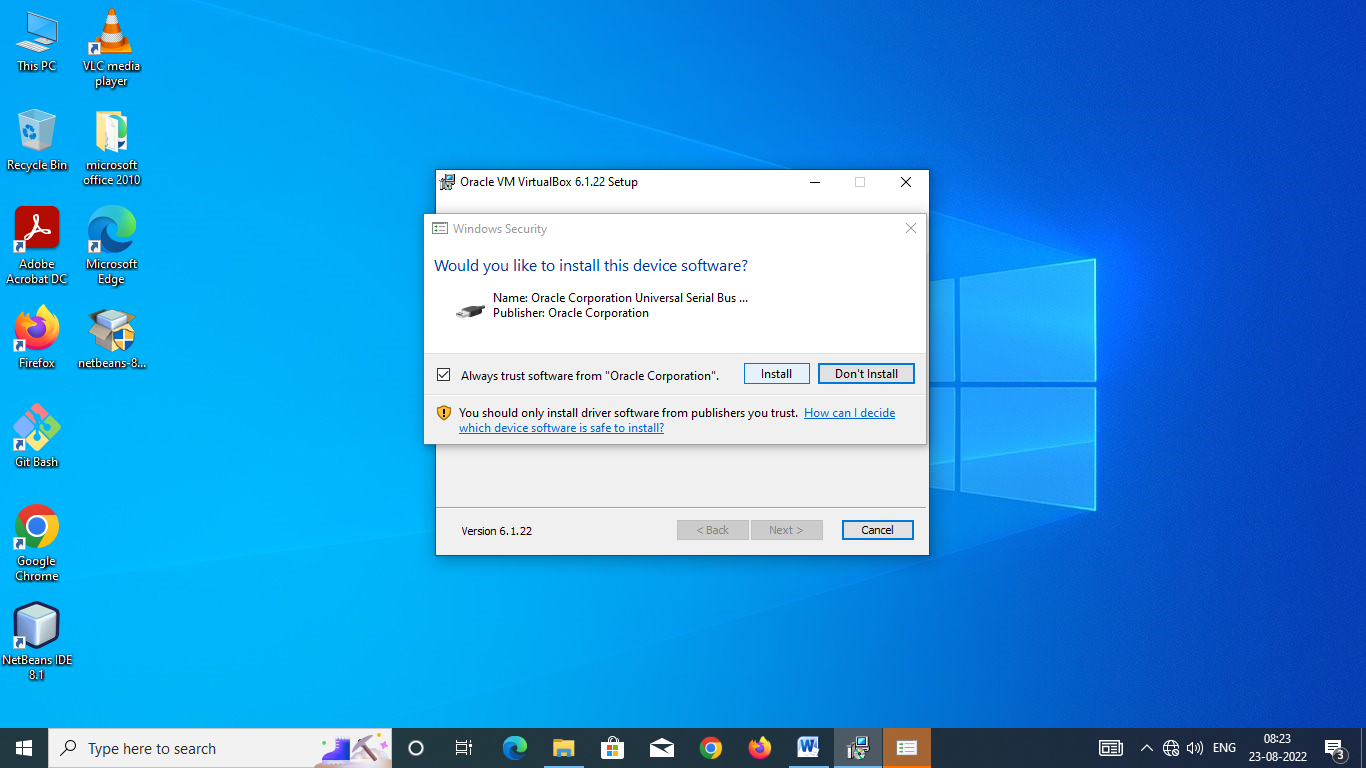 This PC
VLC media
player
Recycle Bin
microsoft
office 2010
Adobe
Acrobat DC
Microsoft
Edge
Firefox
netbeans-8...
Git Bash
Google
Chrome
NetBeans IDE
8.1
Oracle VM VirtualBox 6.1.22 Setup
Windows Security
Would you like to install this device software?
Name: Oracle Corporation Universal Serial Bus ...
Publisher: Oracle Corporation
Always trust software from "Oracle Corporation".
Install
Don't Install
You should only install driver software from publishers you trust. How can I decide
which device software is safe to install?
Version 6.1.22
< Back
Next >
Cancel
Type here to search
ENG
08:23
23-08-2022
3